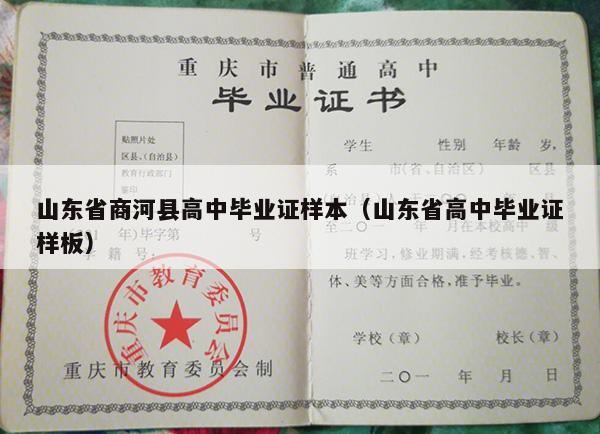 重庆市普通高中
毕业证书
贴照片处
区县、(自治县)
教育行政部门
钢印
山东省商河县高中毕业证样本（山东省高中毕业证
样板）
年)毕字第 号
学籍号:
重庆市教育委员会
重庆市教育委员会制
学生 性别 年龄 岁,
系 市(省、自治区) 区县
至二〇一 年 月在本校高中 级
班学习,修业期满,经考核德、智、
体、美等方面合格,准予毕业。
学校(章) 校长(章)
二〇一 年 月 日